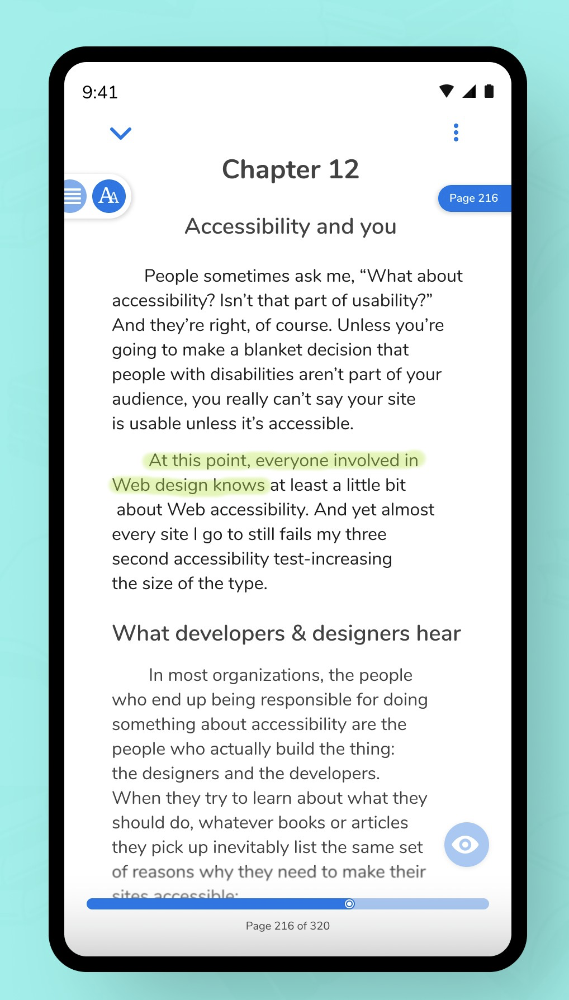 9:41
Chapter 12
AA
Page 216
Accessibility and you
People sometimes ask me, “What about
accessibility? Isn’t that part of usability?”
And they’re right, of course. Unless you’re
going to make a blanket decision that
people with disabilities aren’t part of your
audience, you really can’t say your site
is usable unless it’s accessible.
At this point, everyone involved in
Web design knows at least a little bit
about Web accessibility. And yet almost
every site I go to still fails my three
second accessibility test-increasing
the size of the type.
What developers & designers hear
In most organizations, the people
who end up being responsible for doing
something about accessibility are the
people who actually build the thing:
the designers and the developers.
When they try to learn about what they
should do, whatever books or articles
they pick up inevitably list the same set
of reasons why they need to make their
sites accessible:
Page 216 of 320